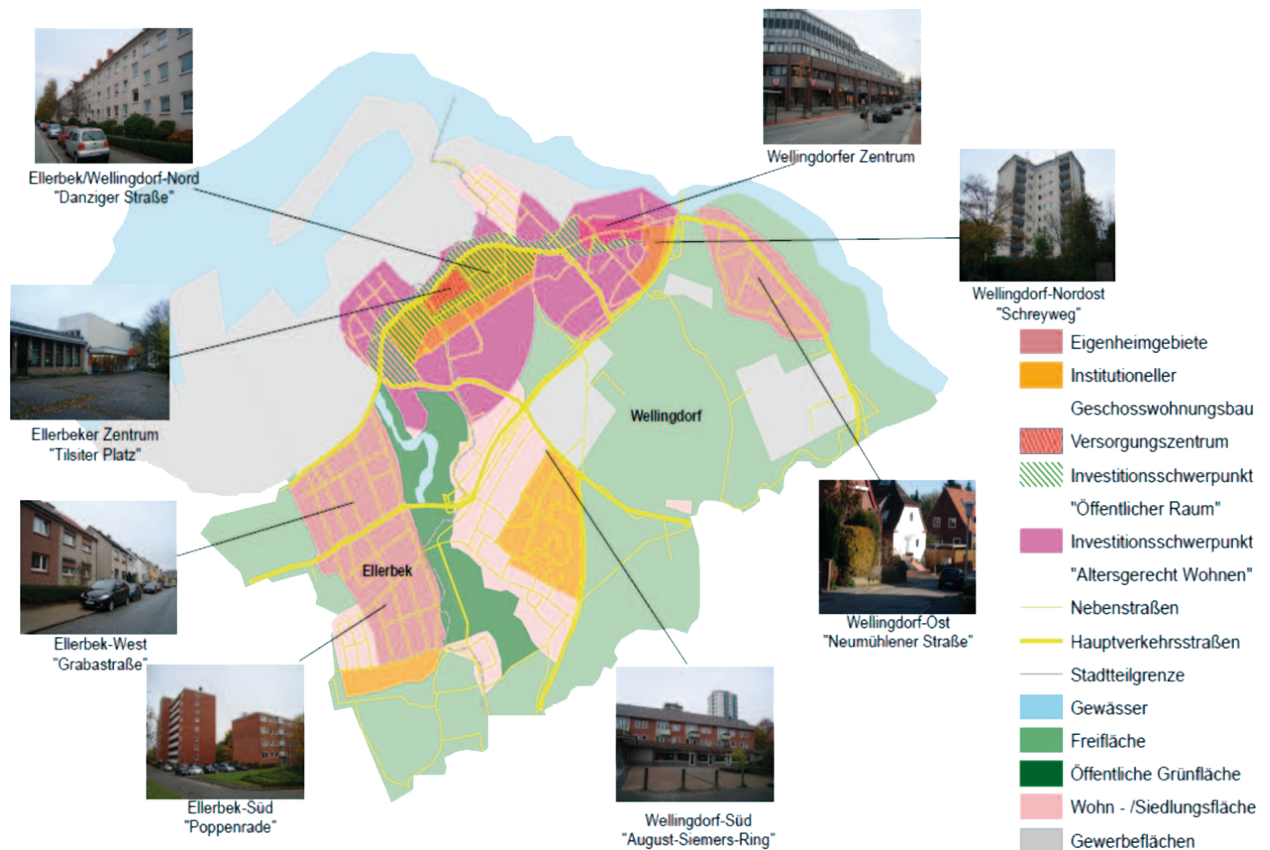 Ellerbek/Wellingdorf-Nord
"Danziger Straße"
Wellingdorfer Zentrum
Wellingdorf-Nordost
"Schreyweg"
Ellerbeker Zentrum
"Tilsiter Platz"
Wellingdorf
Ellerbek
Ellerbek-West
"Grabastraße"
Wellingdorf-Ost
"Neumühlener Straße"
Ellerbek-Süd
"Poppenrade"
Wellingdorf-Süd
"August-Siemers-Ring"
Eigenheimgebiete
Institutioneller
Geschosswohnungsbau
Versorgungszentrum
Investitionsschwerpunkt
"Öffentlicher Raum"
Investitionsschwerpunkt
"Altersgerecht Wohnen"
Nebenstraßen
Hauptverkehrsstraßen
Stadtteilgrenze
Gewässer
Freifläche
Öffentliche Grünfläche
Wohn - /Siedlungsfläche
Gewerbeflächen